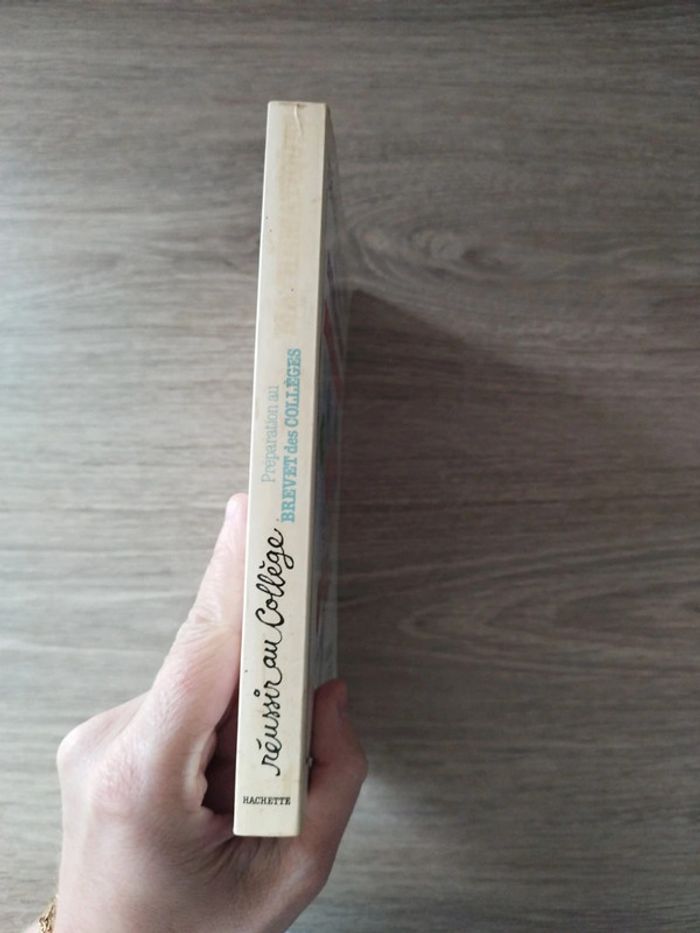 réussir au Collège
Préparation au
BREVET des COLLÈGES
HACHETTE